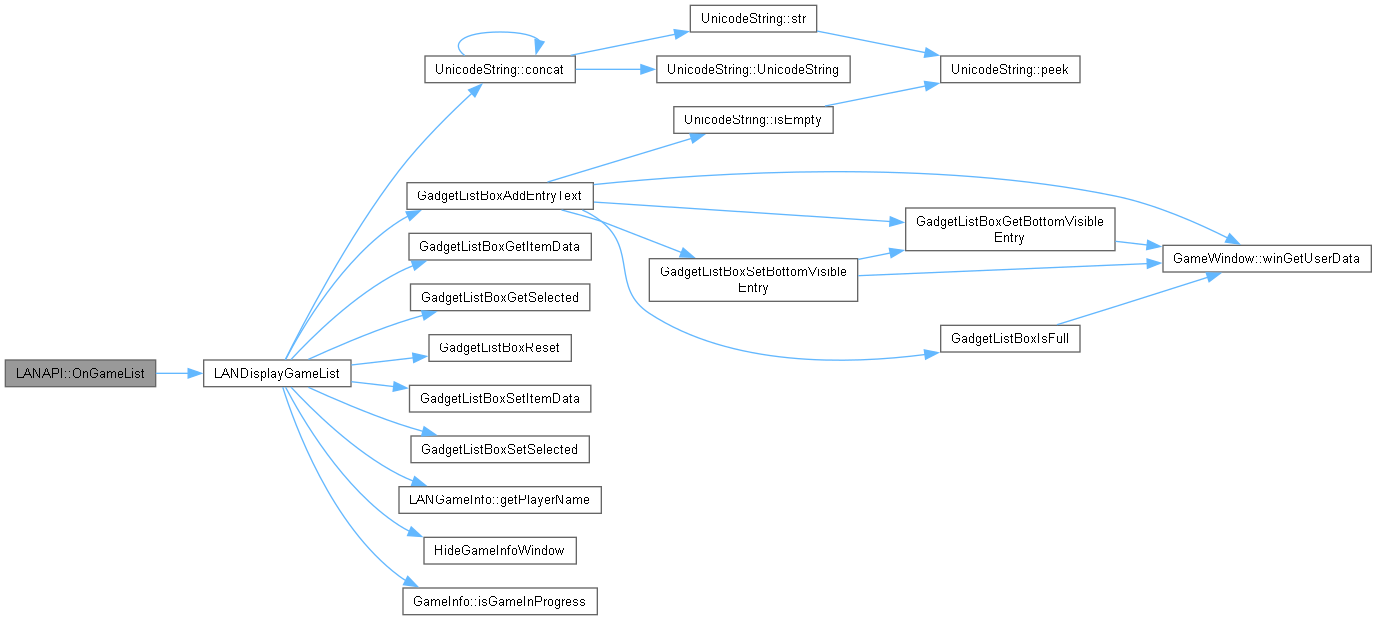 UnicodeString::str
UnicodeString::concat
UnicodeString::UnicodeString
UnicodeString::peek
UnicodeString::isEmpty
GadgetListBoxAddEntryText
GadgetListBoxGetBottomVisible
Entry
GadgetListBoxGetItemData
GameWindow::winGetUserData
GadgetListBoxSetBottomVisible
Entry
GadgetListBoxGetSelected
GadgetListBoxIsFull
GadgetListBoxReset
LANAPI::OnGameList
LANDisplayGameList
GadgetListBoxSetItemData
GadgetListBoxSetSelected
LANGameInfo::getPlayerName
HideGameInfoWindow
GameInfo::isGameInProgress